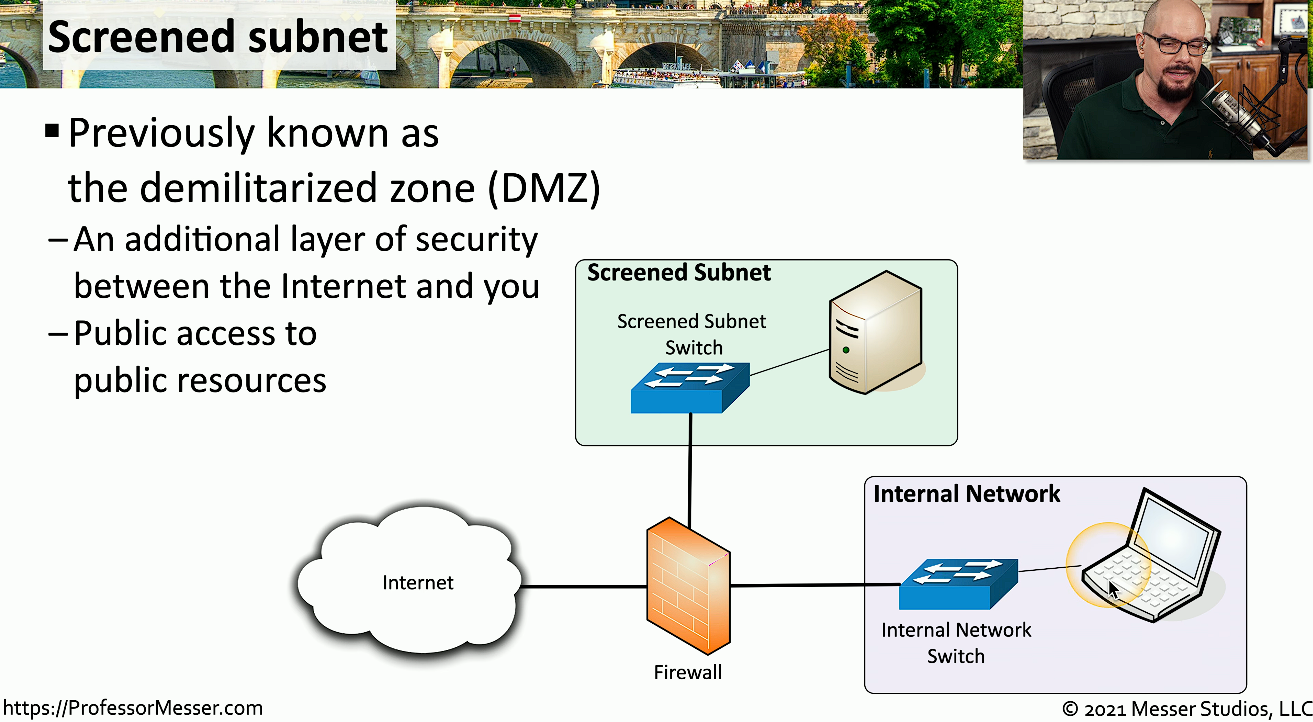 Screened subnet
▪ Previously known as
the demilitarized zone (DMZ)
– An additional layer of security
between the Internet and you
– Public access to
public resources
Screened Subnet
Screened Subnet
Switch
Internet
Firewall
Internal Network
Internal Network
Switch
https://ProfessorMesser.com
© 2021 Messer Studios, LLC